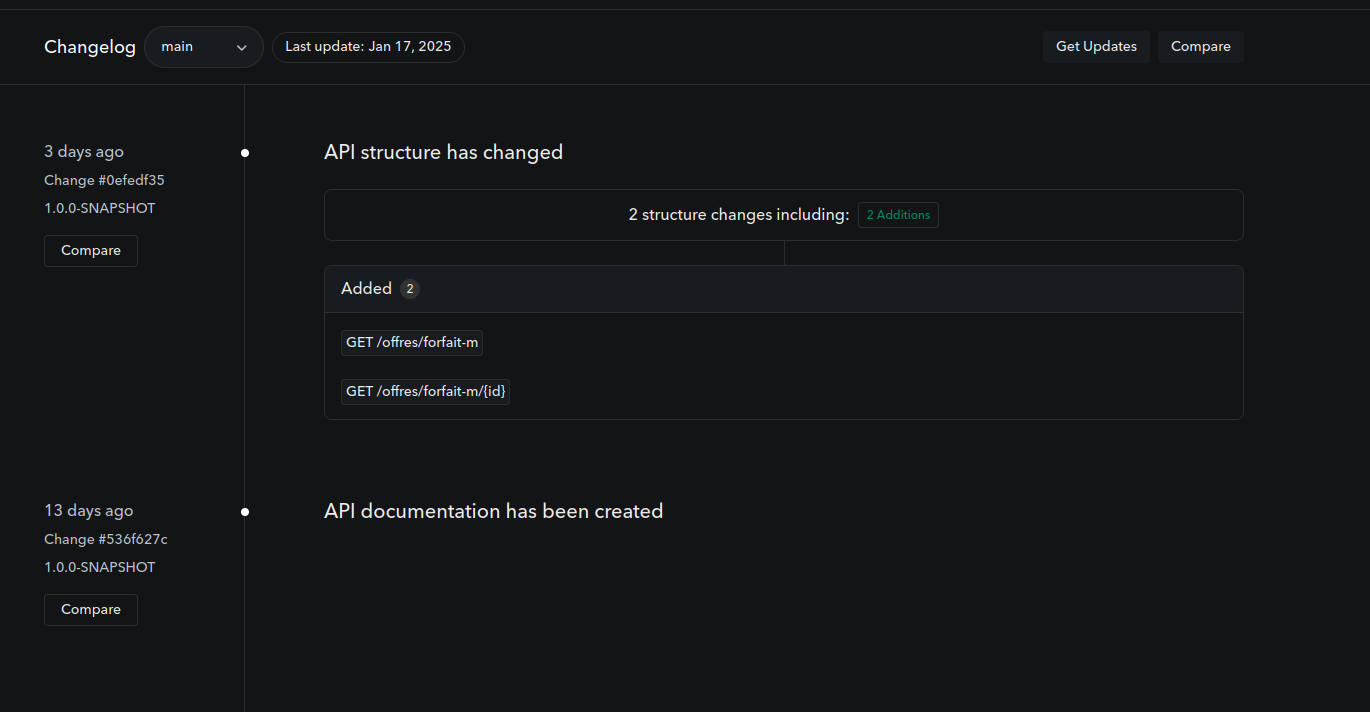 Changelog main Last update: Jan 17, 2025 Get Updates Compare
3 days ago
Change #0efedf35
1.0.0-SNAPSHOT
Compare
API structure has changed
2 structure changes including: 2 Additions
Added 2
GET /offres/forfait-m
GET /offres/forfait-m/{id}
13 days ago
Change #536f627c
1.0.0-SNAPSHOT
Compare
API documentation has been created